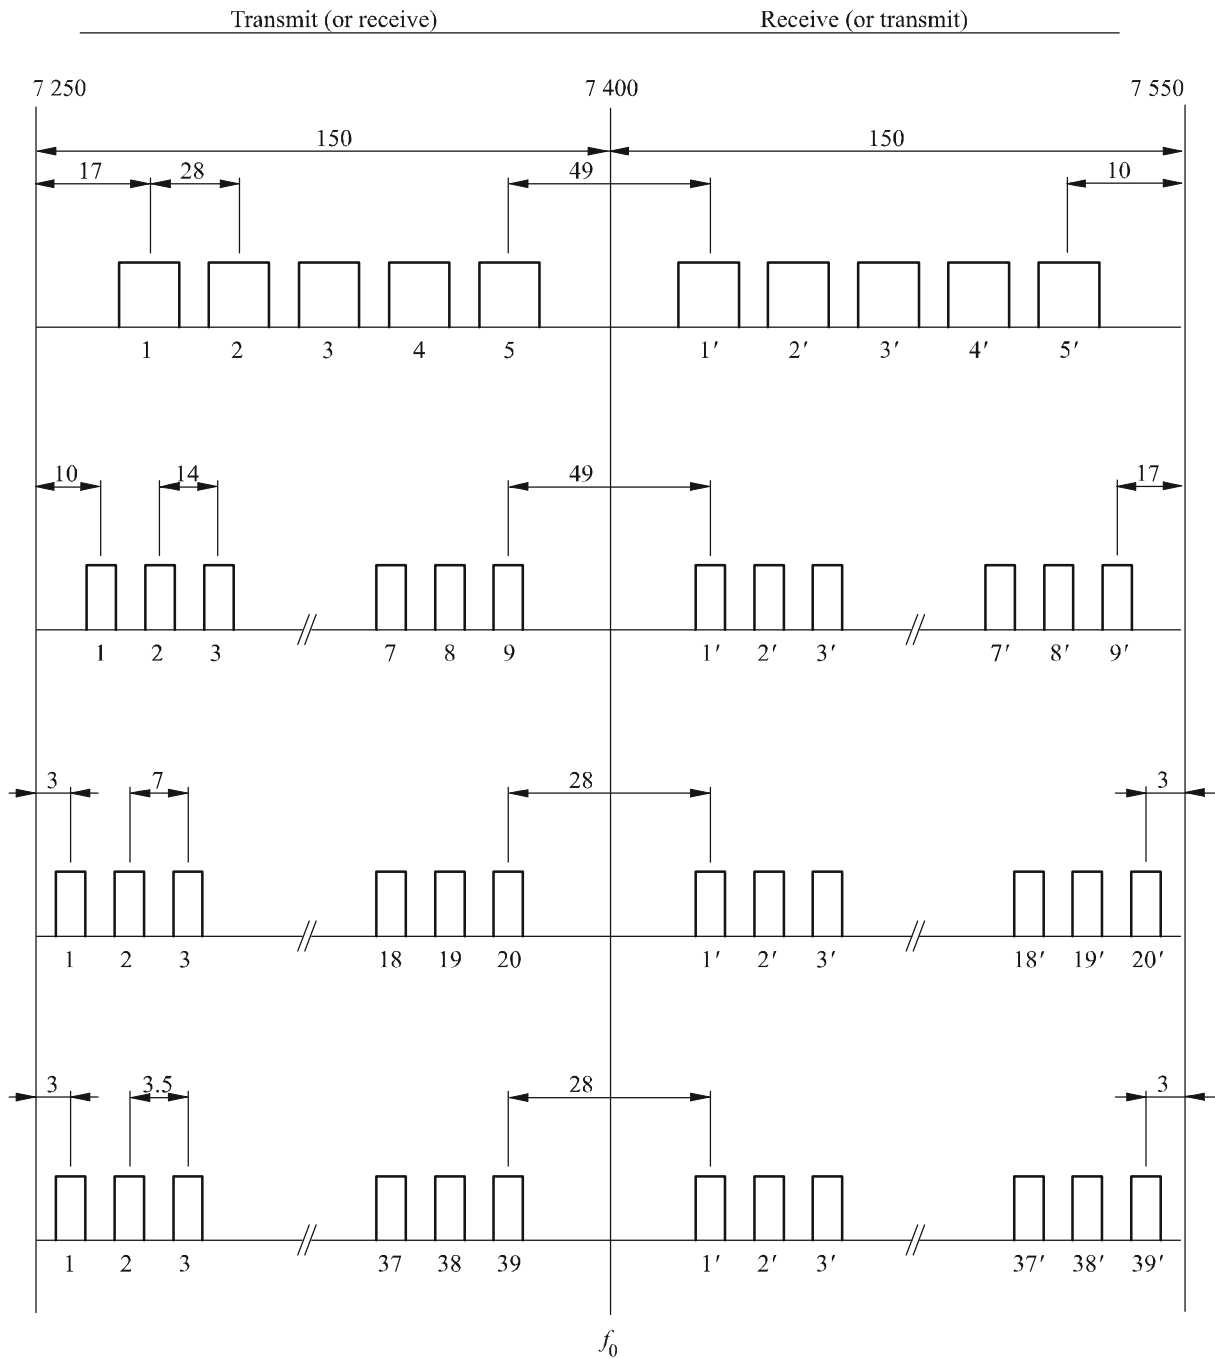 Transmit (or receive) Receive (or transmit)
7 250 7 400 7 550
150 150
17 28 49 10
1 2 3 4 5 1′ 2′ 3′ 4′ 5′
10 14 49 17
1 2 3 7 8 9 1′ 2′ 3′ 7′ 8′ 9′
3 7 28 3
1 2 3 18 19 20 1′ 2′ 3′ 18′ 19′ 20′
3 3.5 28 3
1 2 3 37 38 39 1′ 2′ 3′ 37′ 38′ 39′
f0